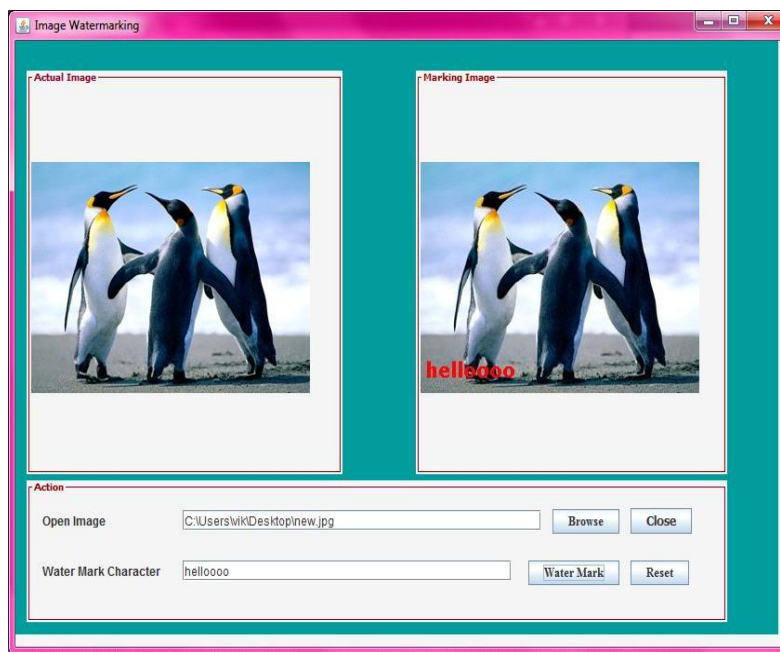 Image Watermarking
Actual Image
Marking Image
helloooo
Action
Open Image
C:\Users\vik\Desktop\new.jpg
Browse
Close
Water Mark Character
helloooo
Water Mark
Reset